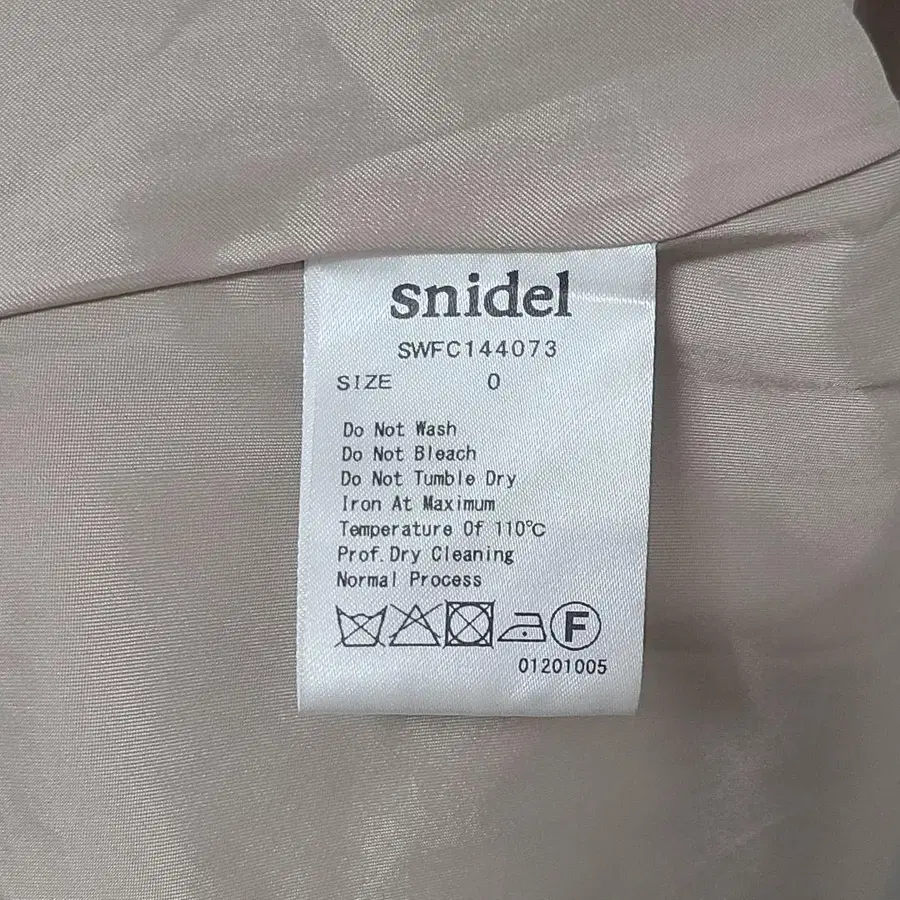 snidel
SWFC144073
SIZE 0
Do Not Wash
Do Not Bleach
Do Not Tumble Dry
Iron At Maximum
Temperature Of 110℃
Prof.Dry Cleaning
Normal Process
F
01201005